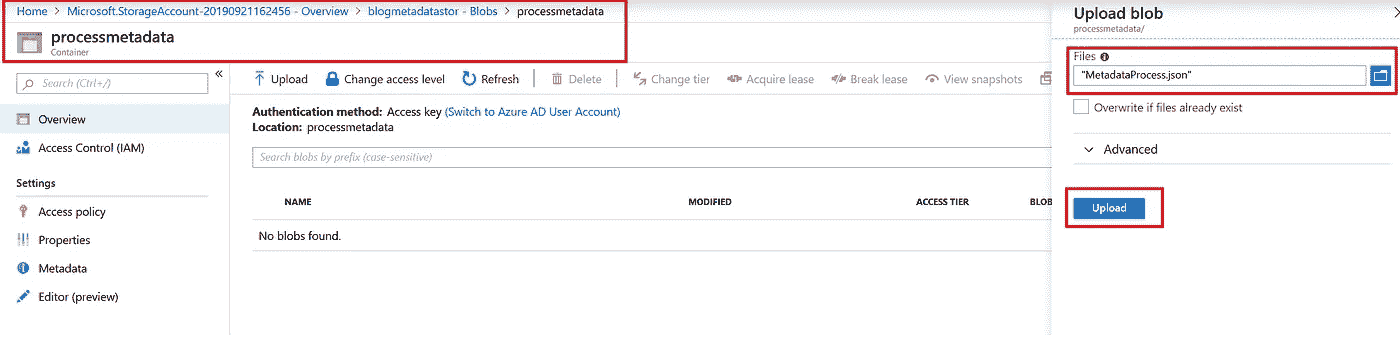 Home > Microsoft.StorageAccount-20190921162456 - Overview > blogmetadatastor - Blobs > processmetadata
processmetadata
Container
Search (Ctrl+/)
«
Overview
Access Control (IAM)
Settings
Access policy
Properties
Metadata
Editor (preview)
Upload Change access level Refresh Delete Change tier Acquire lease Break lease View snapshots
Authentication method: Access key (Switch to Azure AD User Account)
Location: processmetadata
Search blobs by prefix (case-sensitive)
NAME MODIFIED ACCESS TIER BLOB
No blobs found.
Upload blob
processmetadata/
Files
"MetadataProcess.json"
Overwrite if files already exist
Advanced
Upload